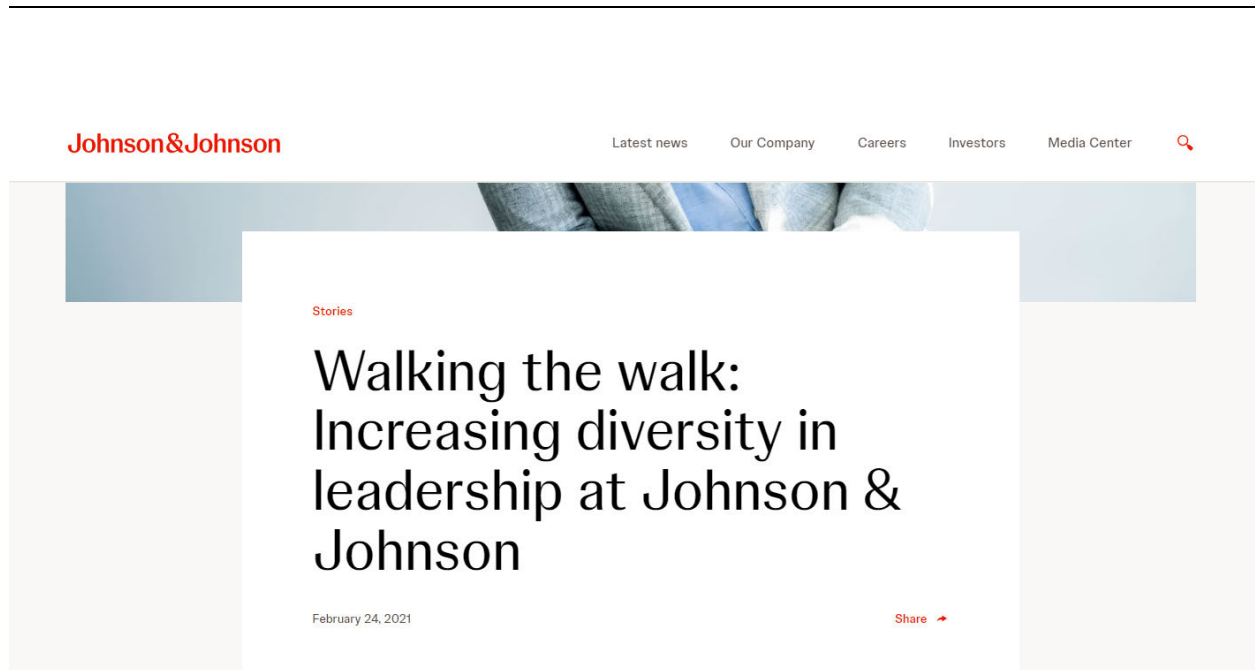 Johnson&Johnson
Latest news Our Company Careers Investors Media Center
Stories
Walking the walk:
Increasing diversity in
leadership at Johnson &
Johnson
February 24, 2021 Share